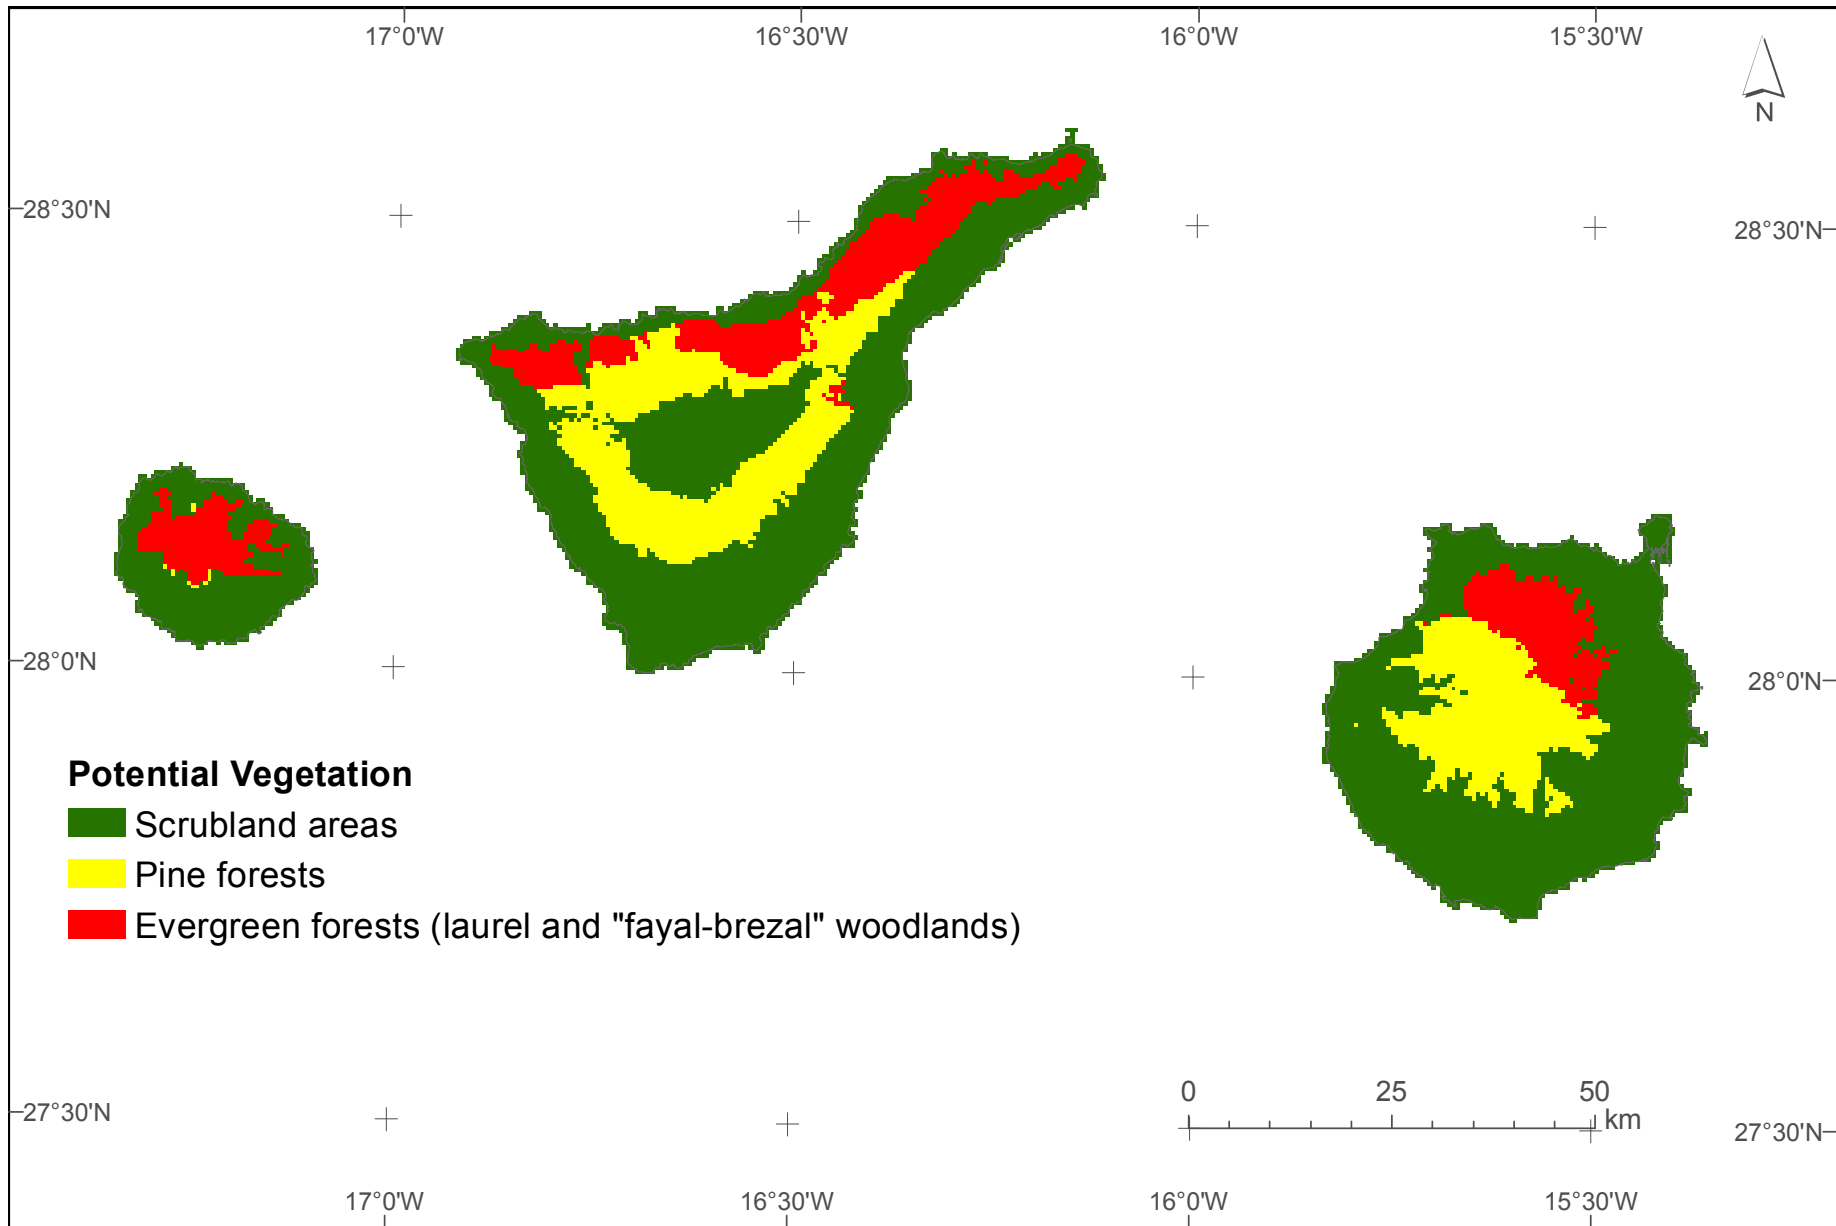 17°0'W
16°30'W
16°0'W
15°30'W
N
28°30'N
28°30'N
28°0'N
28°0'N
Potential Vegetation
Scrubland areas
Pine forests
Evergreen forests (laurel and "fayal-brezal" woodlands)
0
25
50
km
27°30'N
27°30'N
17°0'W
16°30'W
16°0'W
15°30'W